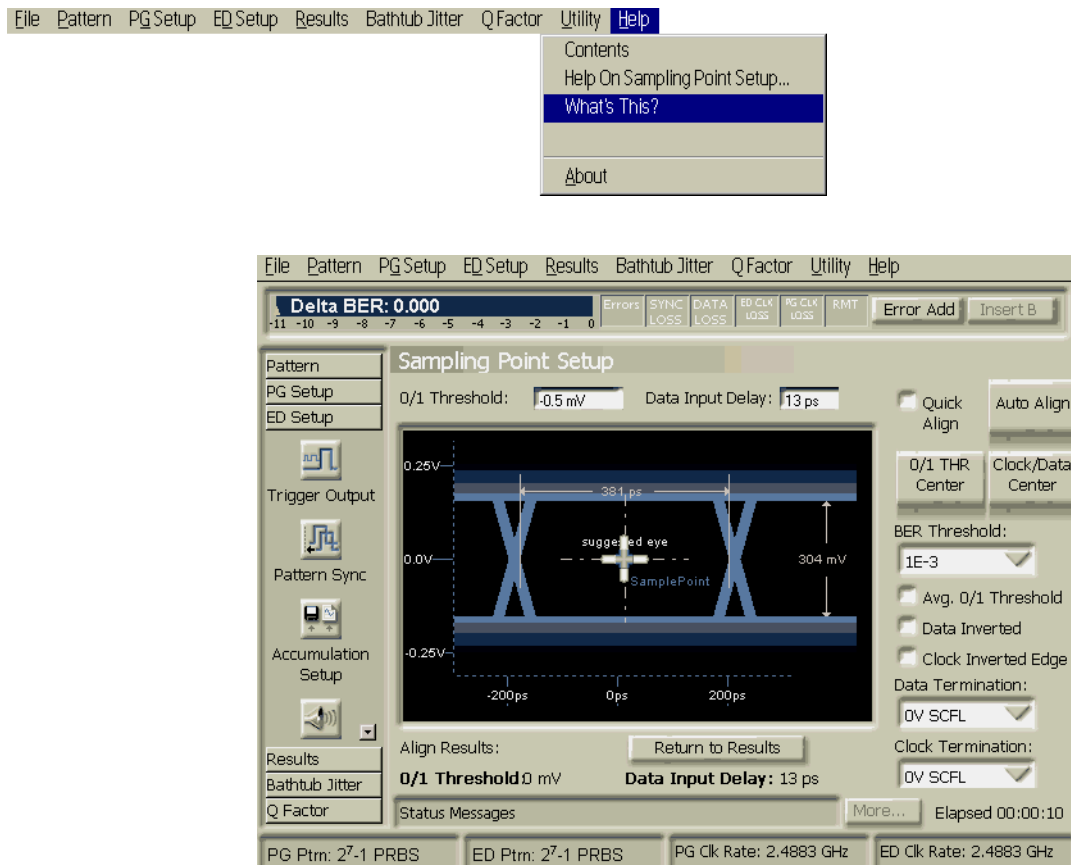 File Pattern PG Setup ED Setup Results Bathtub Jitter Q Factor Utility Help
Contents
Help On Sampling Point Setup...
What's This?
About
File Pattern PG Setup ED Setup Results Bathtub Jitter Q Factor Utility Help
Delta BER: 0.000
-11 -10 -9 -8 -7 -6 -5 -4 -3 -2 -1 0
Errors
SYNC LOSS
DATA LOSS
ED CLK LOSS
PG CLK LOSS
RMT
Error Add
Insert B
Pattern
PG Setup
ED Setup
Trigger Output
Pattern Sync
Accumulation
Setup
Results
Bathtub Jitter
Q Factor
Sampling Point Setup
0/1 Threshold: -0.5 mV Data Input Delay: 13 ps
0.25V
381 ps
suggested eye
0.0V
304 mV
SamplePoint
-0.25V
-200ps 0ps 200ps
Quick
Align
Auto Align
0/1 THR
Center
Clock/Data
Center
BER Threshold:
1E-3
Avg. 0/1 Threshold
Data Inverted
Clock Inverted Edge
Data Termination:
0V SCFL
Clock Termination:
0V SCFL
Align Results:
Return to Results
0/1 Threshold:0 mV Data Input Delay: 13 ps
Status Messages
More...
Elapsed 00:00:10
PG Ptrn: 2^7-1 PRBS
ED Ptrn: 2^7-1 PRBS
PG Clk Rate: 2.4883 GHz
ED Clk Rate: 2.4883 GHz